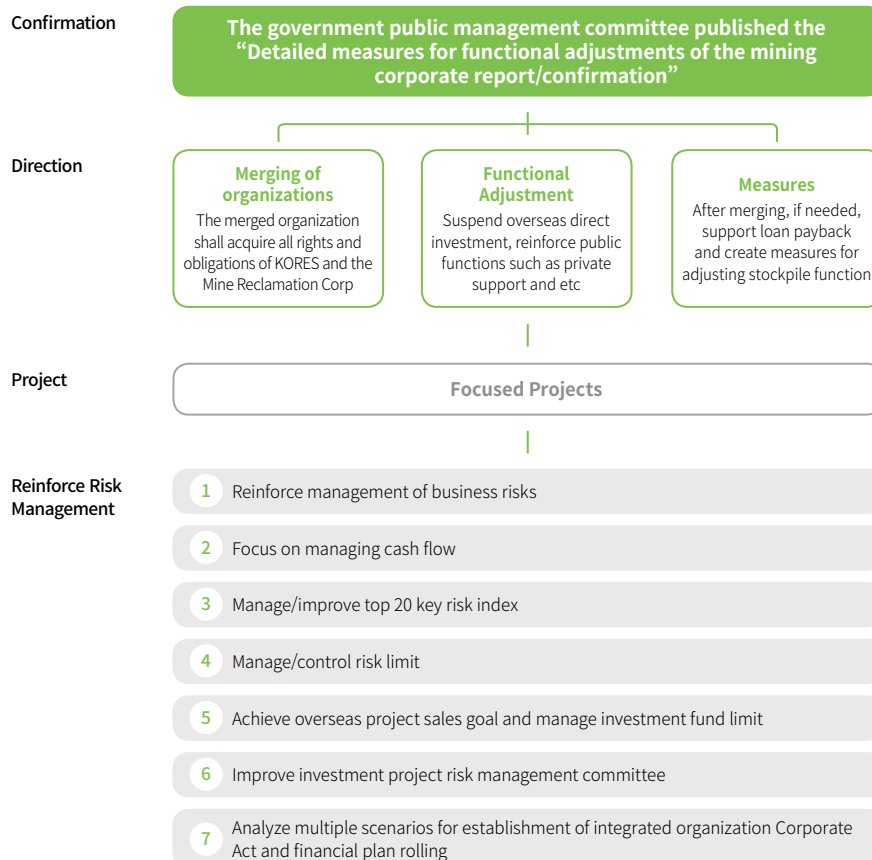 Confirmation
The government public management committee published the
“Detailed measures for functional adjustments of the mining
corporate report/confirmation”
Direction
Merging of
organizations
The merged organization
shall acquire all rights and
obligations of KORES and the
Mine Reclamation Corp
Functional
Adjustment
Suspend overseas direct
investment, reinforce public
functions such as private
support and etc
Measures
After merging, if needed,
support loan payback
and create measures for
adjusting stockpile function
Project
Focused Projects
Reinforce Risk
Management
1 Reinforce management of business risks
2 Focus on managing cash flow
3 Manage/improve top 20 key risk index
4 Manage/control risk limit
5 Achieve overseas project sales goal and manage investment fund limit
6 Improve investment project risk management committee
7 Analyze multiple scenarios for establishment of integrated organization Corporate
Act and financial plan rolling